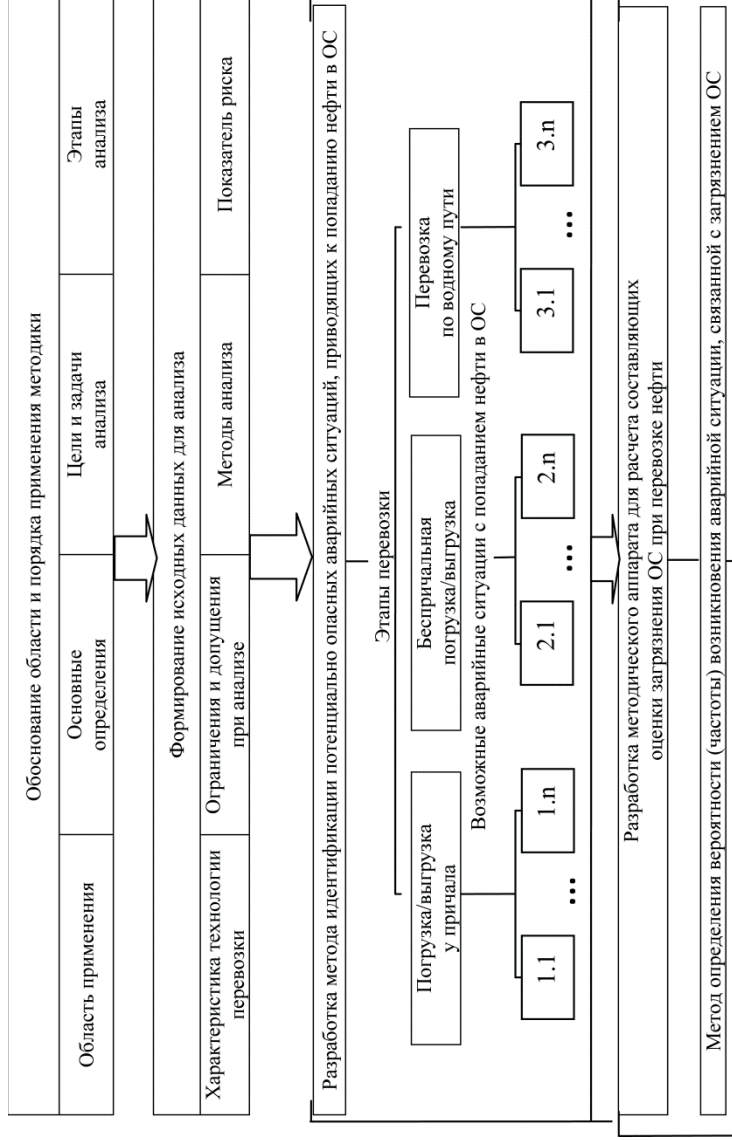 Обоснование области и порядка применения методики
Область применения
Основные
определения
Цели и задачи
анализа
Этапы
анализа
Формирование исходных данных для анализа
Характеристика технологии
перевозки
Ограничения и допущения
при анализе
Методы анализа
Показатель риска
Разработка метода идентификации потенциально опасных аварийных ситуаций, приводящих к попаданию нефти в ОС
Этапы перевозки
Погрузка/выгрузка
у причала
Беспричальная
погрузка/выгрузка
Перевозка
по водному пути
Возможные аварийные ситуации с попаданием нефти в ОС
1.1 ... 1.n 2.1 ... 2.n 3.1 ... 3.n
Разработка методического аппарата для расчета составляющих
оценки загрязнения ОС при перевозке нефти
Метод определения вероятности (частоты) возникновения аварийной ситуации, связанной с загрязнением ОС